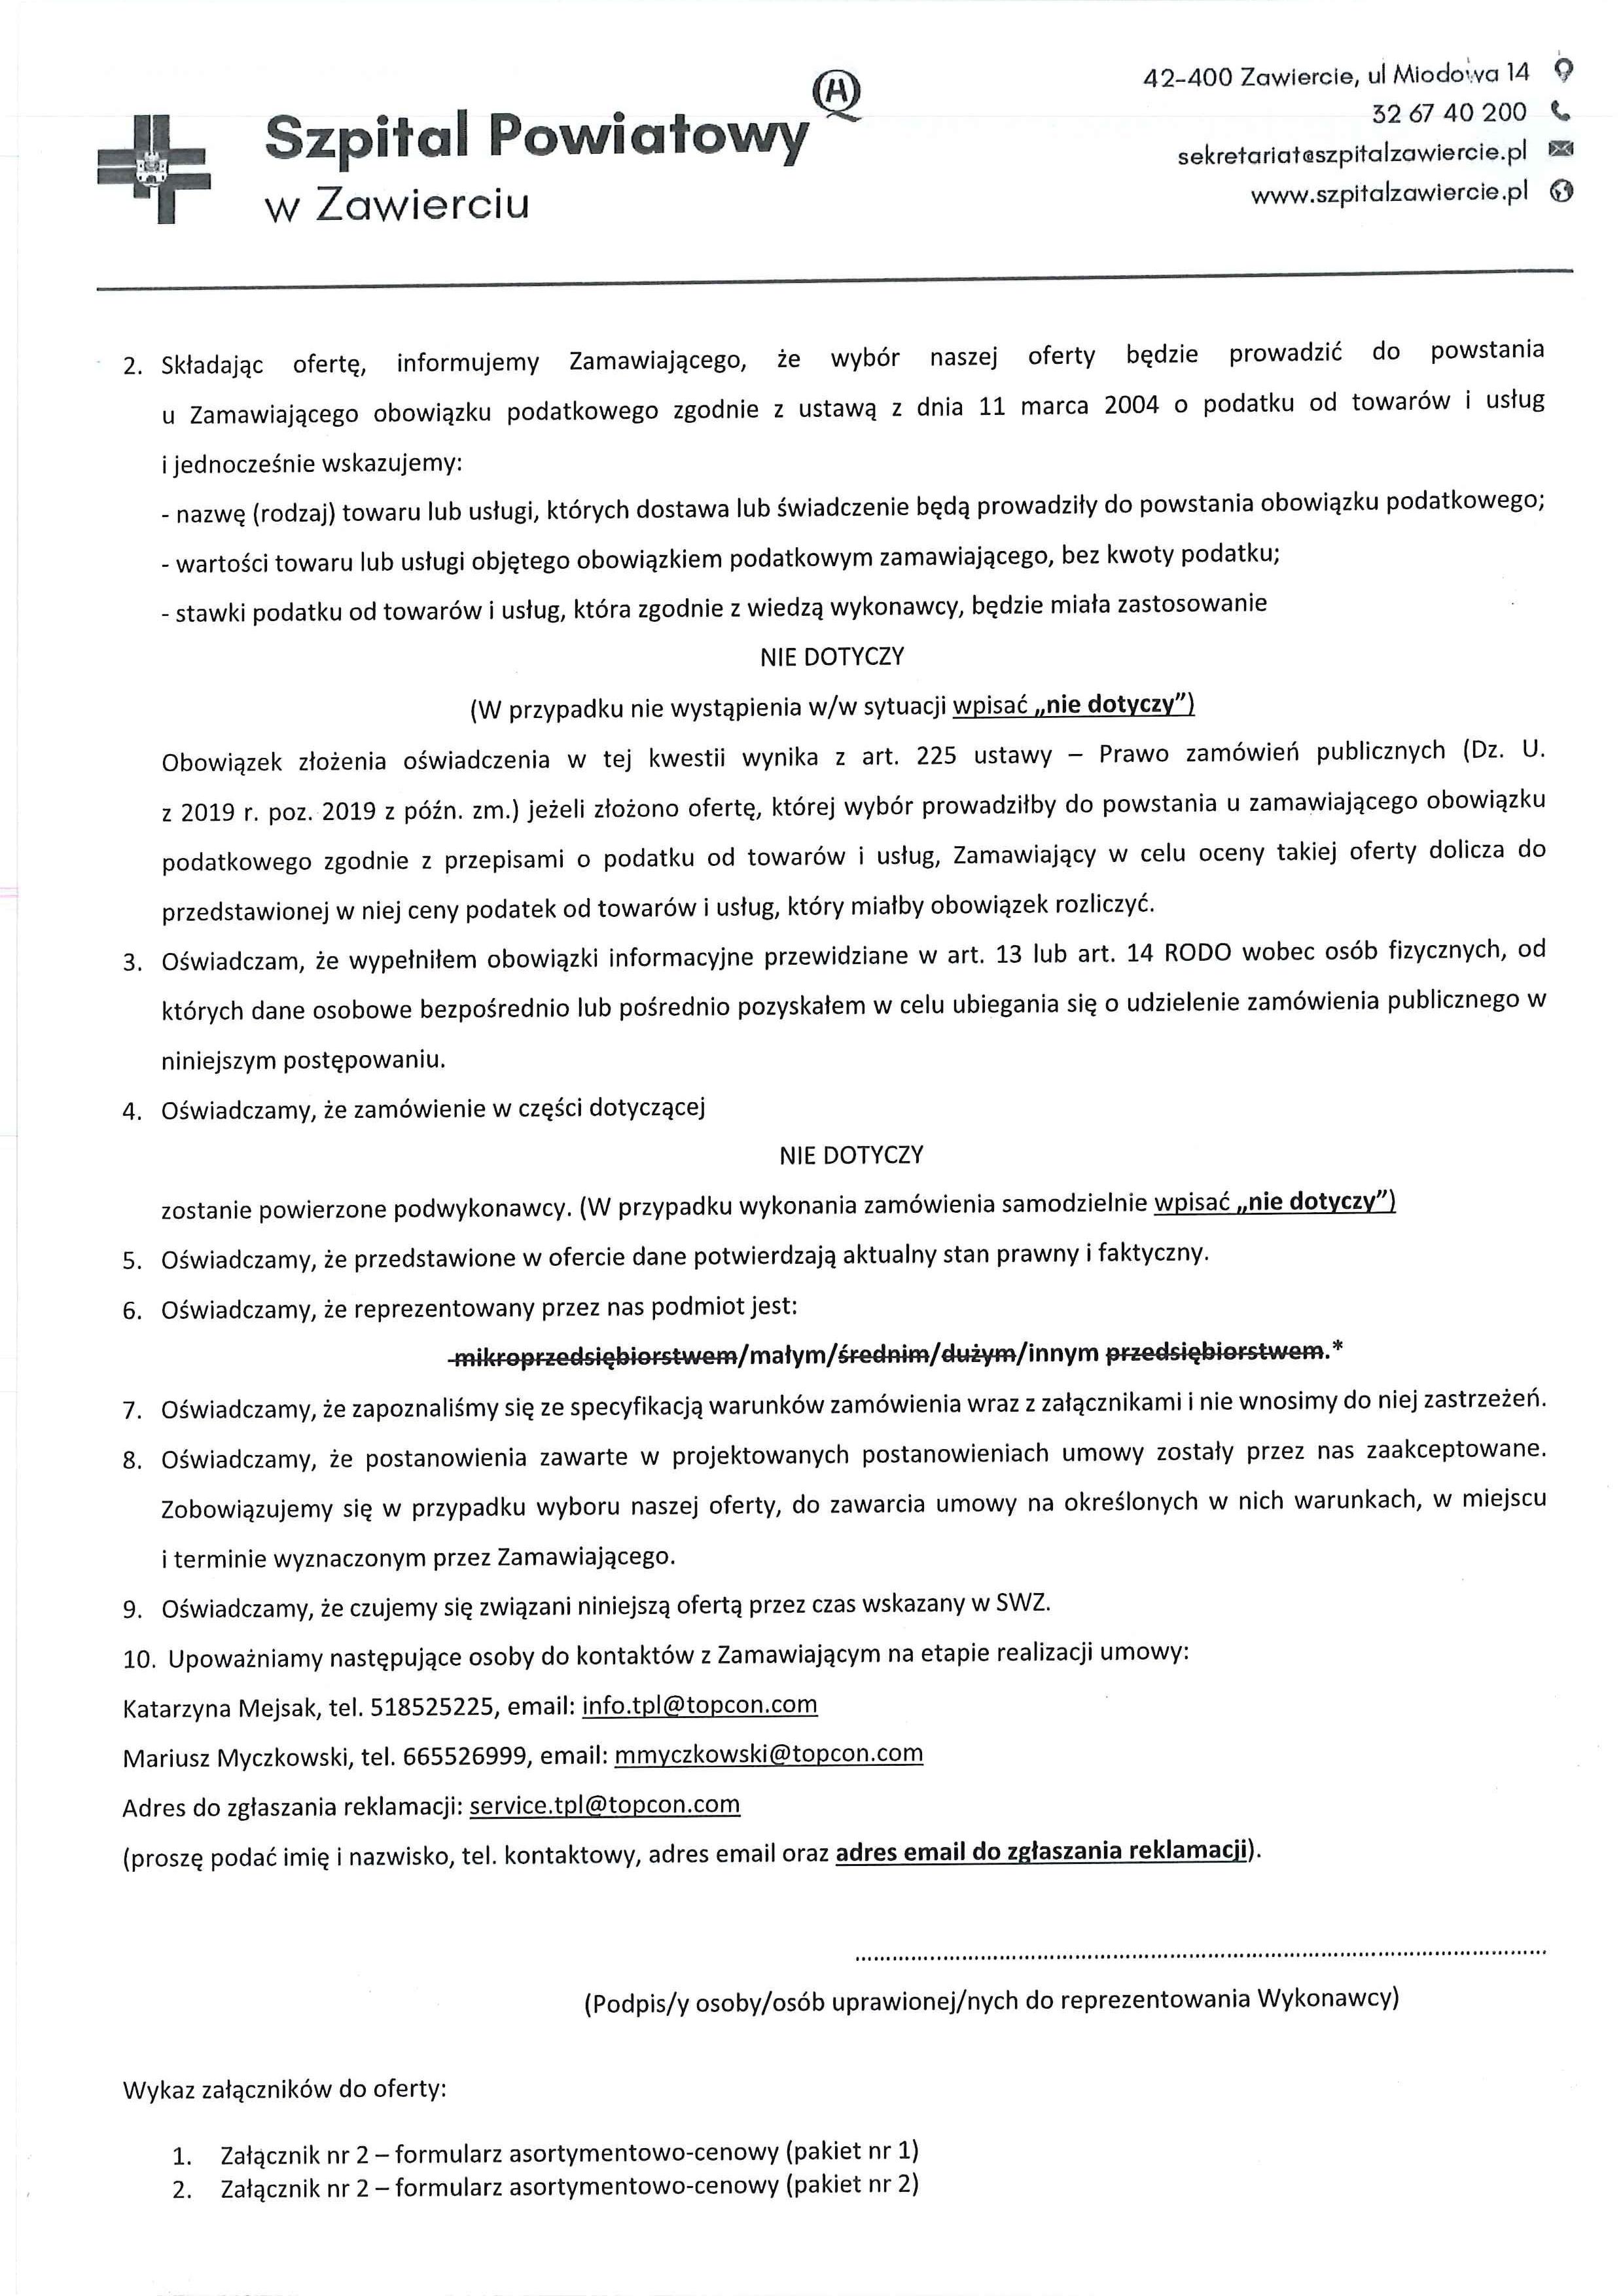 42-400 Zawiercie, ul Miodowa 14
32 67 40 200
sekretariat@szpitalzawiercie.pl
www.szpitalzawiercie.pl
Szpital Powiatowy
w Zawierciu
2. Składając ofertę, informujemy Zamawiającego, że wybór naszej oferty będzie prowadzić do powstania
u Zamawiającego obowiązku podatkowego zgodnie z ustawą z dnia 11 marca 2004 o podatku od towarów i usług
i jednocześnie wskazujemy:
- nazwę (rodzaj) towaru lub usługi, których dostawa lub świadczenie będą prowadziły do powstania obowiązku podatkowego;
- wartości towaru lub usługi objętego obowiązkiem podatkowym zamawiającego, bez kwoty podatku;
- stawki podatku od towarów i usług, która zgodnie z wiedzą wykonawcy, będzie miała zastosowanie
NIE DOTYCZY
(W przypadku nie wystąpienia w/w sytuacji wpisać „nie dotyczy")
Obowiązek złożenia oświadczenia w tej kwestii wynika z art. 225 ustawy – Prawo zamówień publicznych (Dz. U.
z 2019 r. poz. 2019 z późn. zm.) jeżeli złożono ofertę, której wybór prowadziłby do powstania u zamawiającego obowiązku
podatkowego zgodnie z przepisami o podatku od towarów i usług, Zamawiający w celu oceny takiej oferty dolicza do
przedstawionej w niej ceny podatek od towarów i usług, który miałby obowiązek rozliczyć.
3. Oświadczam, że wypełniłem obowiązki informacyjne przewidziane w art. 13 lub art. 14 RODO wobec osób fizycznych, od
których dane osobowe bezpośrednio lub pośrednio pozyskałem w celu ubiegania się o udzielenie zamówienia publicznego w
niniejszym postępowaniu.
4. Oświadczamy, że zamówienie w części dotyczącej
NIE DOTYCZY
zostanie powierzone podwykonawcy. (W przypadku wykonania zamówienia samodzielnie wpisać „nie dotyczy")
5. Oświadczamy, że przedstawione w ofercie dane potwierdzają aktualny stan prawny i faktyczny.
6. Oświadczamy, że reprezentowany przez nas podmiot jest:
-mikroprzedsiębiorstwem/małym/średnim/dużym/innym przedsiębiorstwem.*
7. Oświadczamy, że zapoznaliśmy się ze specyfikacją warunków zamówienia wraz z załącznikami i nie wnosimy do niej zastrzeżeń.
8. Oświadczamy, że postanowienia zawarte w projektowanych postanowieniach umowy zostały przez nas zaakceptowane.
Zobowiązujemy się w przypadku wyboru naszej oferty, do zawarcia umowy na określonych w nich warunkach, w miejscu
i terminie wyznaczonym przez Zamawiającego.
9. Oświadczamy, że czujemy się związani niniejszą ofertą przez czas wskazany w SWZ.
10. Upoważniamy następujące osoby do kontaktów z Zamawiającym na etapie realizacji umowy:
Katarzyna Mejsak, tel. 518525225, email: info.tpl@topcon.com
Mariusz Myczkowski, tel. 665526999, email: mmyczkowski@topcon.com
Adres do zgłaszania reklamacji: service.tpl@topcon.com
(proszę podać imię i nazwisko, tel. kontaktowy, adres email oraz adres email do zgłaszania reklamacji).
(Podpis/y osoby/osób uprawionej/nych do reprezentowania Wykonawcy)
Wykaz załączników do oferty:
1. Załącznik nr 2 – formularz asortymentowo-cenowy (pakiet nr 1)
2. Załącznik nr 2 – formularz asortymentowo-cenowy (pakiet nr 2)